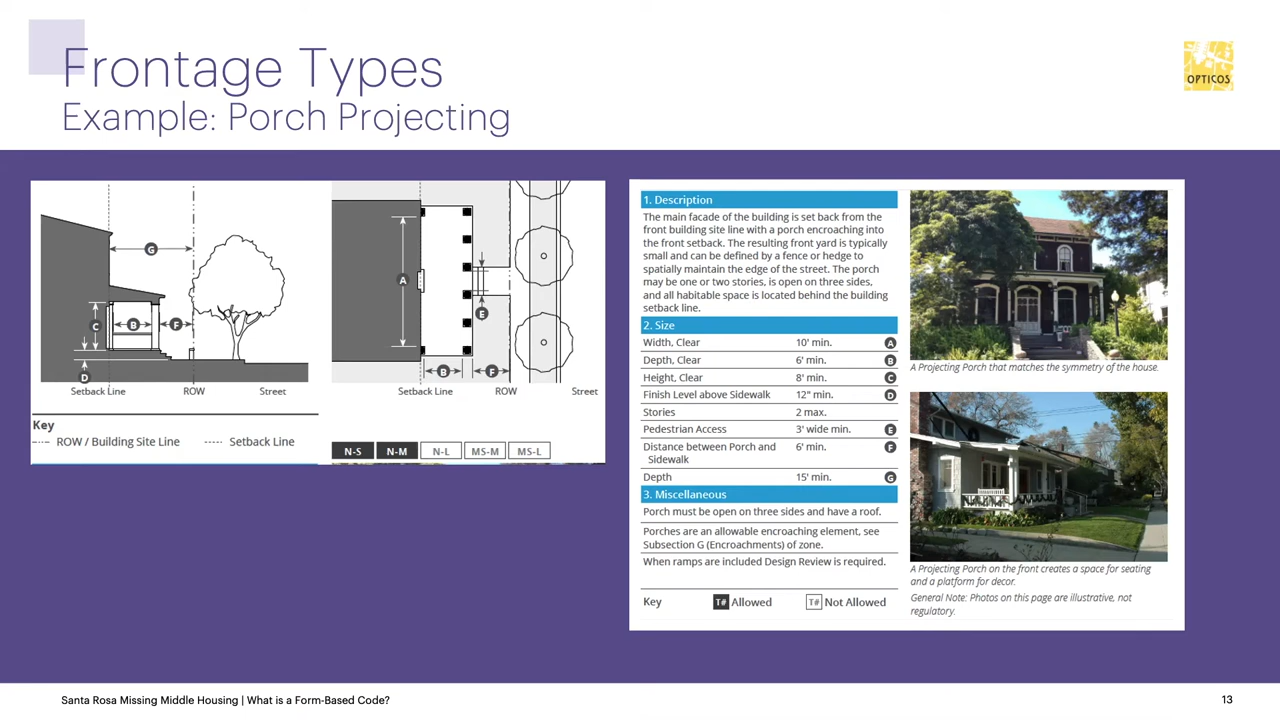 Frontage Types
Example: Porch Projecting
OPTICOS
G
C
B
F
D
Setback Line
ROW
Street
A
E
B
F
Setback Line
ROW
Street
Key
ROW / Building Site Line
Setback Line
N-S
N-M
N-L
MS-M
MS-L
1. Description
The main facade of the building is set back from the
front building site line with a porch encroaching into
the front setback. The resulting front yard is typically
small and can be defined by a fence or hedge to
spatially maintain the edge of the street. The porch
may be one or two stories, is open on three sides,
and all habitable space is located behind the building
setback line.
2. Size
Width, Clear 10' min. A
Depth, Clear 6' min. B
Height, Clear 8' min. C
Finish Level above Sidewalk 12" min. D
Stories 2 max.
Pedestrian Access 3' wide min. E
Distance between Porch and 6' min. F
Sidewalk
Depth 15' min. G
3. Miscellaneous
Porch must be open on three sides and have a roof.
Porches are an allowable encroaching element, see
Subsection G (Encroachments) of zone.
When ramps are included Design Review is required.
Key T# Allowed T# Not Allowed
A Projecting Porch that matches the symmetry of the house.
A Projecting Porch on the front creates a space for seating
and a platform for decor.
General Note: Photos on this page are illustrative, not
regulatory.
Santa Rosa Missing Middle Housing | What is a Form-Based Code?
13